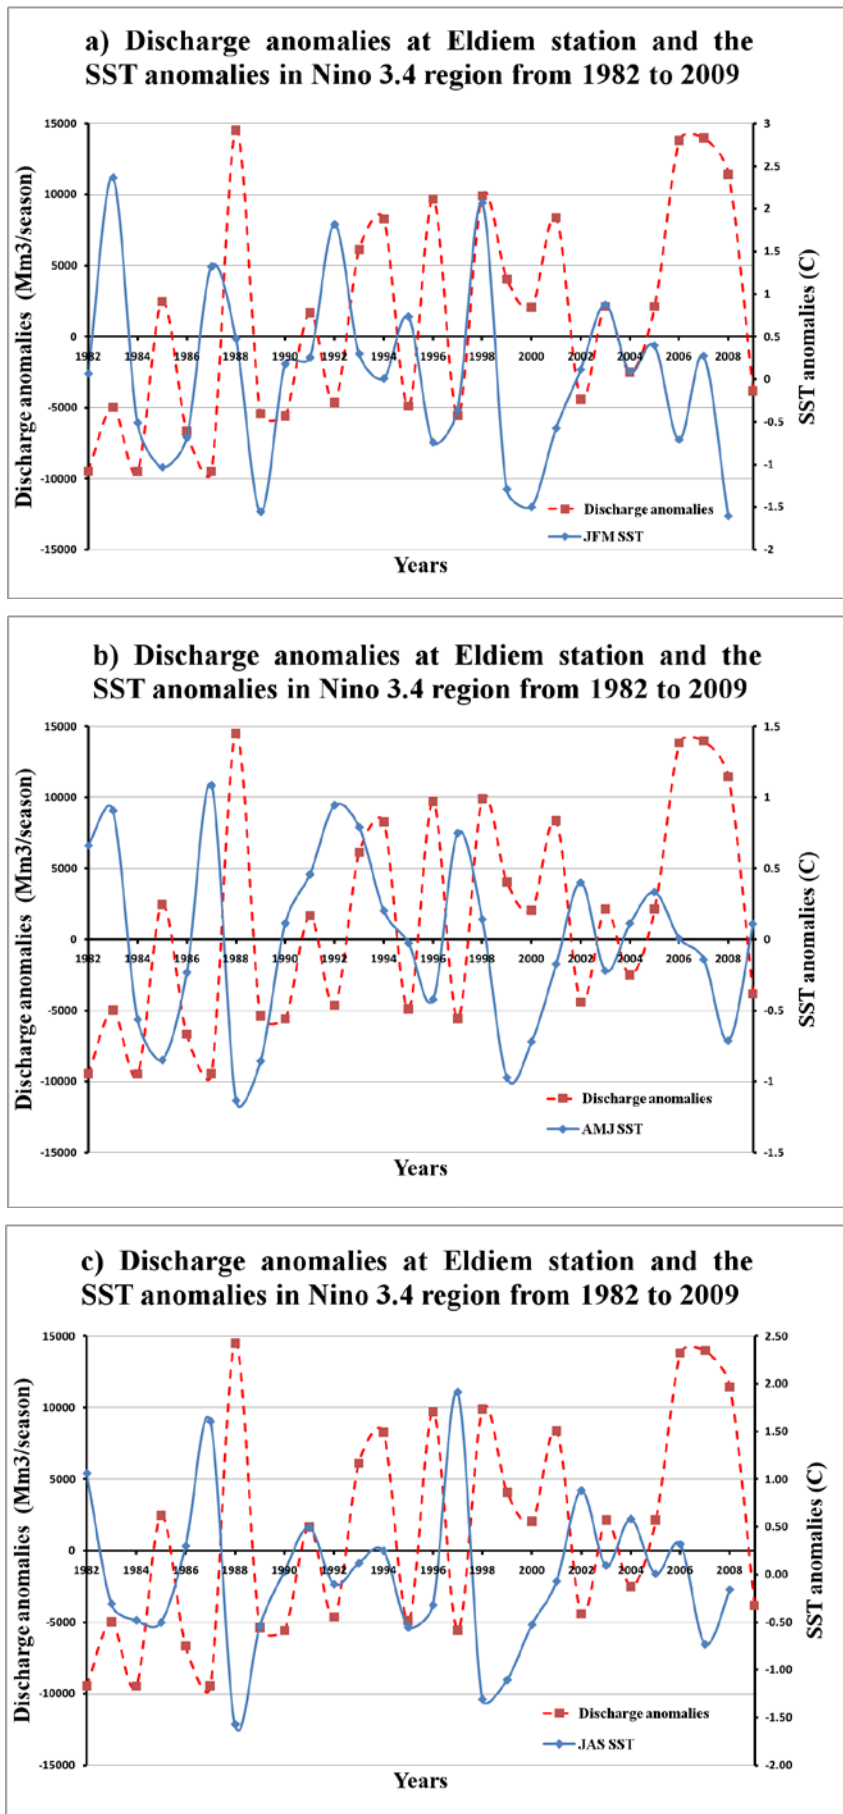 a) Discharge anomalies at Eldiem station and the
SST anomalies in Nino 3.4 region from 1982 to 2009
Discharge anomalies (Mm3/season)
15000
10000
5000
0
-5000
-10000
-15000
1982 1984 1986 1988 1990 1992 1994 1996 1998 2000 2002 2004 2006 2008
3
2.5
2
1.5
1
0.5
0
-0.5
-1
-1.5
-2
SST anomalies (C)
Discharge anomalies
JFM SST
Years
b) Discharge anomalies at Eldiem station and the
SST anomalies in Nino 3.4 region from 1982 to 2009
Discharge anomalies (Mm3/season)
15000
10000
5000
0
-5000
-10000
-15000
1982 1984 1986 1988 1990 1992 1994 1996 1998 2000 2002 2004 2006 2008
1.5
1
0.5
0
-0.5
-1
-1.5
SST anomalies (C)
Discharge anomalies
AMJ SST
Years
c) Discharge anomalies at Eldiem station and the
SST anomalies in Nino 3.4 region from 1982 to 2009
Discharge anomalies (Mm3/season)
15000
10000
5000
0
-5000
-10000
-15000
1982 1984 1986 1988 1990 1992 1994 1996 1998 2000 2002 2004 2006 2008
2.50
2.00
1.50
1.00
0.50
0.00
-0.50
-1.00
-1.50
-2.00
SST anomalies (C)
Discharge anomalies
JAS SST
Years